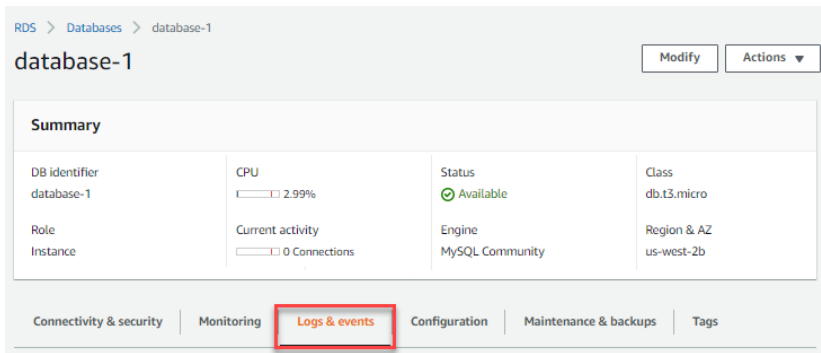 RDS > Databases > database-1
database-1
Modify
Actions ▼
Summary
DB identifier
CPU
Status
Class
database-1
2.99%
Available
db.t3.micro
Role
Current activity
Engine
Region & AZ
Instance
0 Connections
MySQL Community
us-west-2b
Connectivity & security
Monitoring
Logs & events
Configuration
Maintenance & backups
Tags